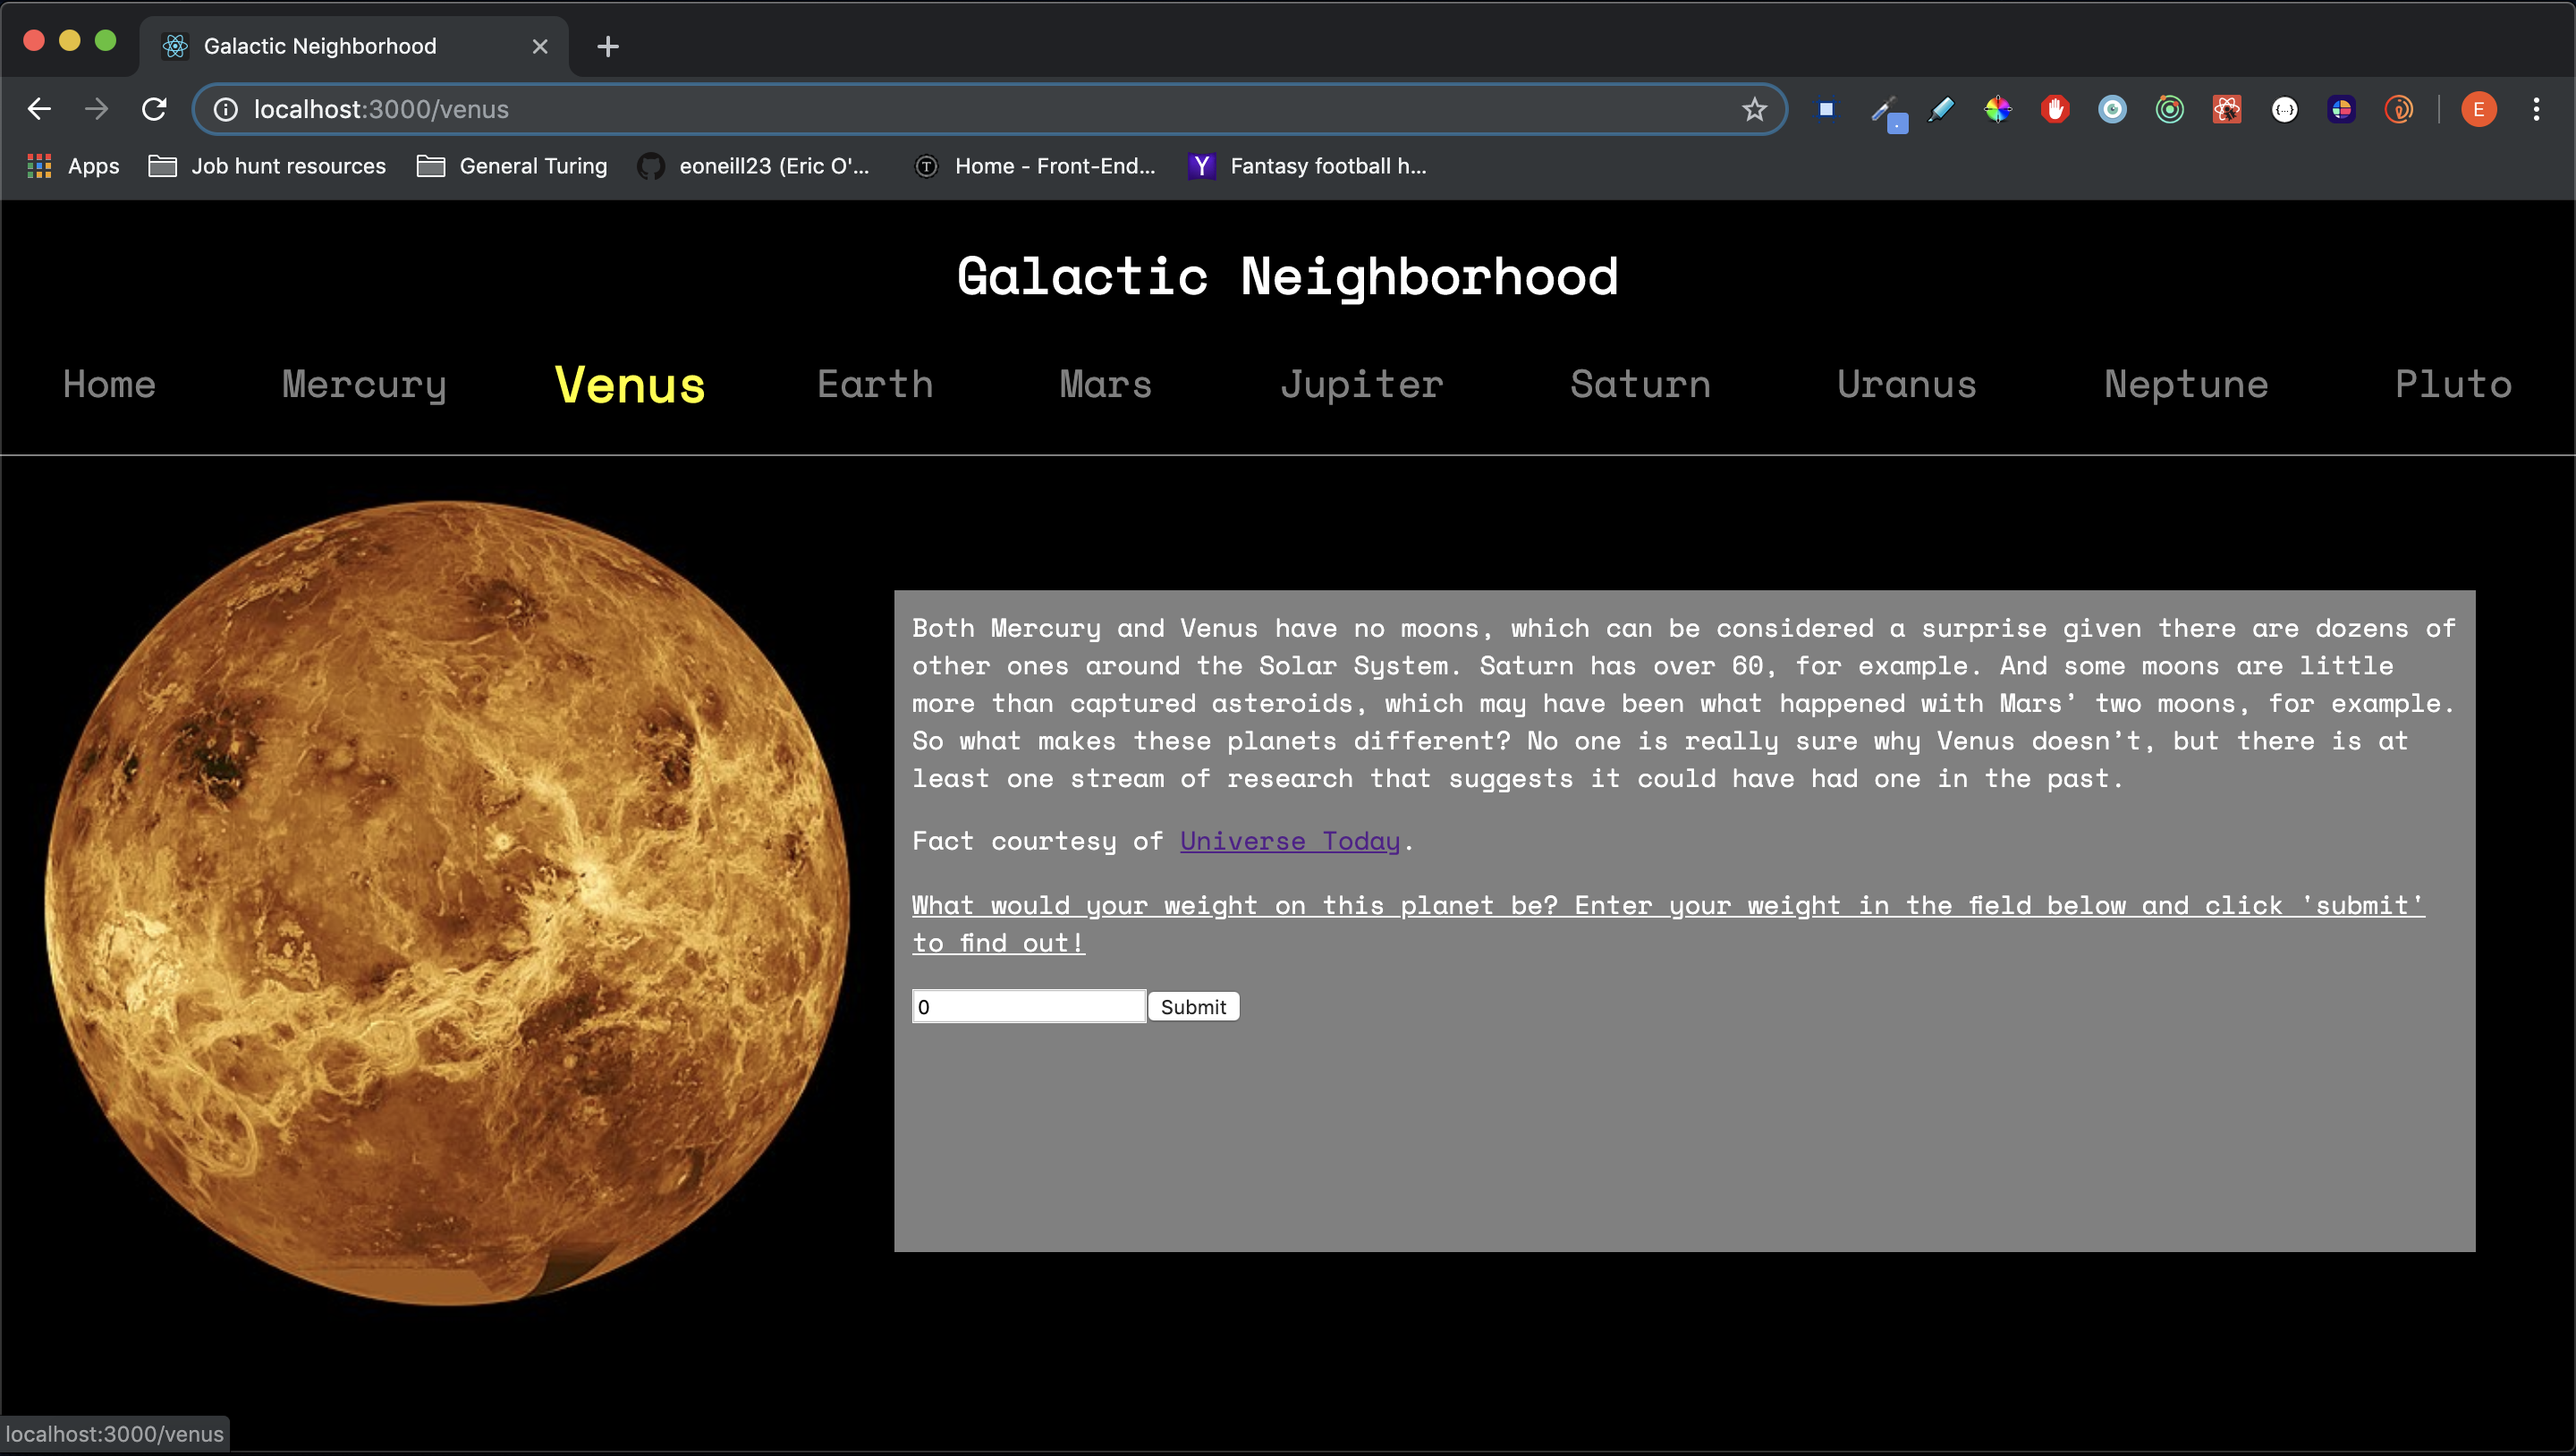 Galactic Neighborhood
localhost:3000/venus
E
Apps Job hunt resources General Turing eoneill23 (Eric O'... Home - Front-End... Fantasy football h...
Galactic Neighborhood
Home Mercury Venus Earth Mars Jupiter Saturn Uranus Neptune Pluto
Both Mercury and Venus have no moons, which can be considered a surprise given there are dozens of
other ones around the Solar System. Saturn has over 60, for example. And some moons are little
more than captured asteroids, which may have been what happened with Mars’ two moons, for example.
So what makes these planets different? No one is really sure why Venus doesn’t, but there is at
least one stream of research that suggests it could have had one in the past.
Fact courtesy of Universe Today.
What would your weight on this planet be? Enter your weight in the field below and click 'submit'
to find out!
0 Submit
localhost:3000/venus